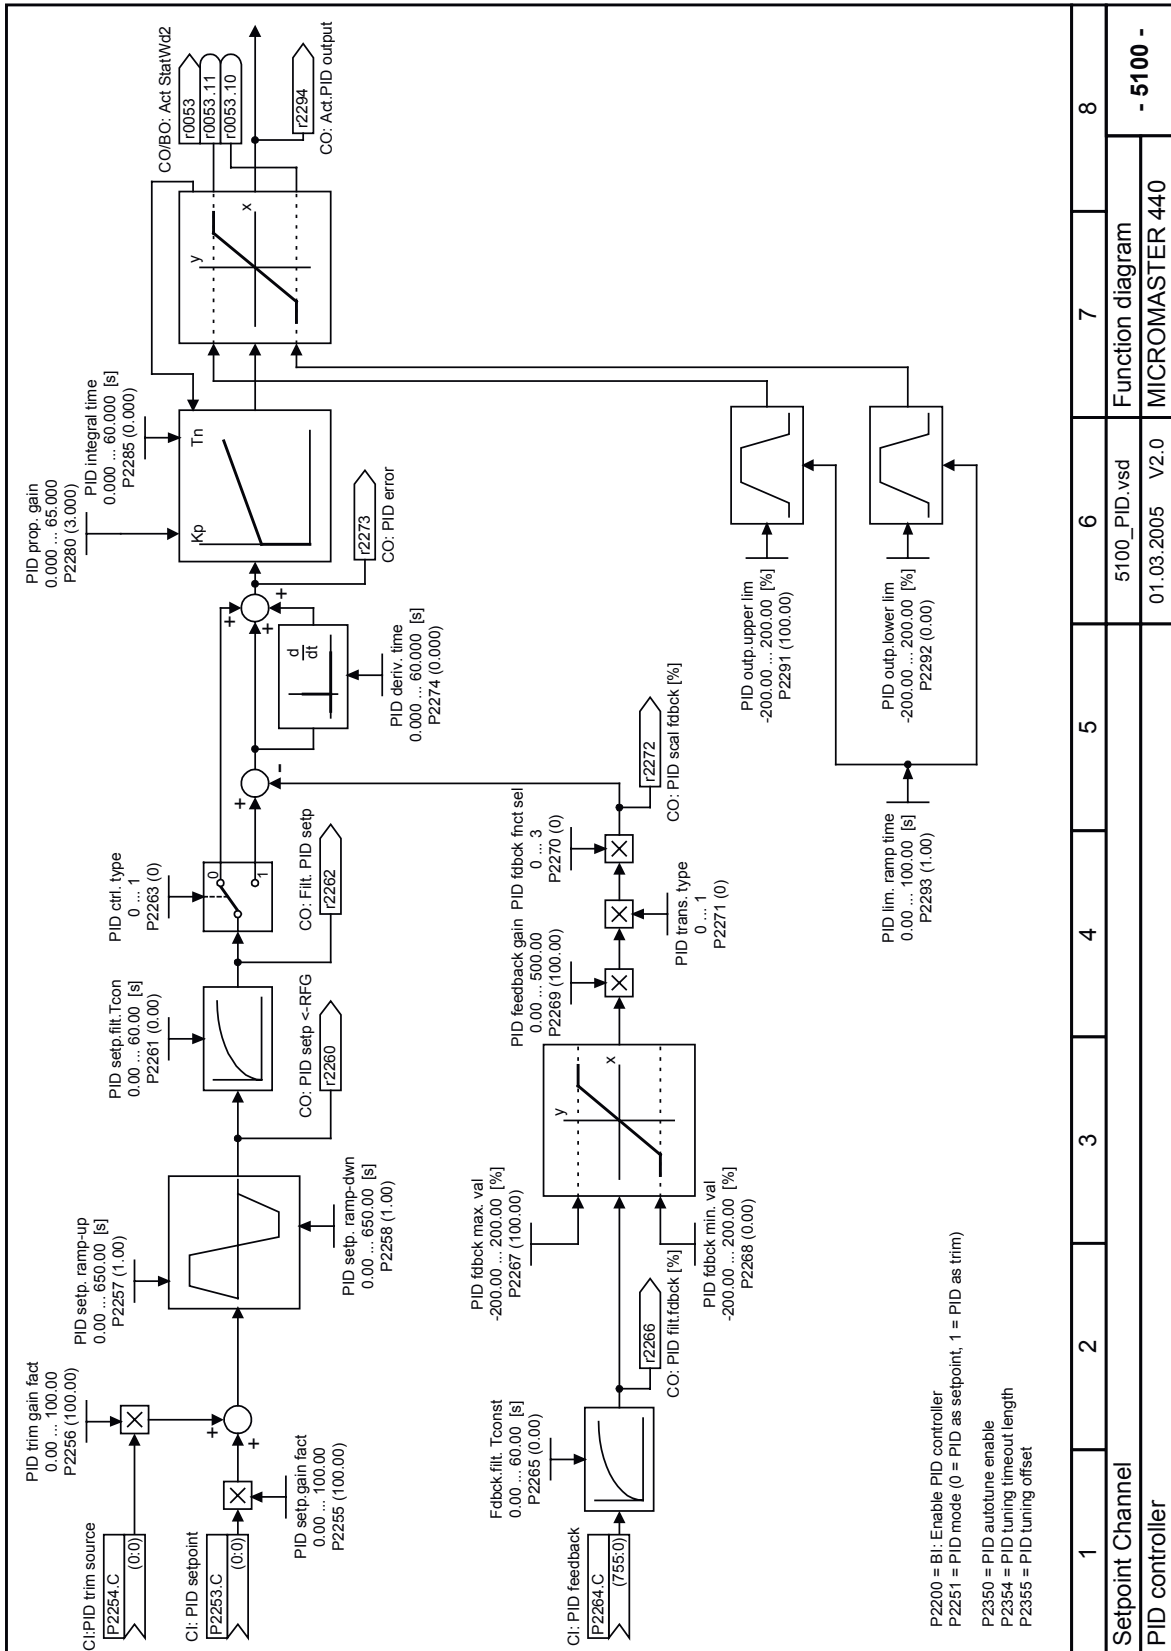 CI:PID trim source
P2254.C
(0:0)
PID trim gain fact
0.00 ... 100.00
P2256 (100.00)
CI: PID setpoint
P2253.C
(0:0)
PID setp.gain fact
0.00 ... 100.00
P2255 (100.00)
+
+
PID setp. ramp-up
0.00 ... 650.00 [s]
P2257 (1.00)
PID setp. ramp-dwn
0.00 ... 650.00 [s]
P2258 (1.00)
PID setp.filt.Tcon
0.00 ... 60.00 [s]
P2261 (0.00)
CO: PID setp <-RFG
r2260
PID ctrl. type
0 ... 1
P2263 (0)
0
1
CO: Filt. PID setp
r2262
+
-
d
dt
PID deriv. time
0.000 ... 60.000 [s]
P2274 (0.000)
+
+
+
PID prop. gain
0.000 ... 65.000
P2280 (3.000)
PID integral time
0.000 ... 60.000 [s]
P2285 (0.000)
Kp
Tn
r2273
CO: PID error
y
x
CO/BO: Act StatWd2
r0053
r0053.11
r0053.10
r2294
CO: Act.PID output
CI: PID feedback
P2264.C
(755:0)
Fdbck.filt. Tconst
0.00 ... 60.00 [s]
P2265 (0.00)
r2266
CO: PID filt.fdbck [%]
PID fdbck max. val
-200.00 ... 200.00 [%]
P2267 (100.00)
PID fdbck min. val
-200.00 ... 200.00 [%]
P2268 (0.00)
y
x
PID feedback gain
0.00 ... 500.00
P2269 (100.00)
PID trans. type
0 ... 1
P2271 (0)
PID fdbck fnct sel
0 ... 3
P2270 (0)
r2272
CO: PID scal fdbck [%]
PID outp.upper lim
-200.00 ... 200.00 [%]
P2291 (100.00)
PID outp.lower lim
-200.00 ... 200.00 [%]
P2292 (0.00)
PID lim. ramp time
0.00 ... 100.00 [s]
P2293 (1.00)
P2200 = BI: Enable PID controller
P2251 = PID mode (0 = PID as setpoint, 1 = PID as trim)
P2350 = PID autotune enable
P2354 = PID tuning timeout length
P2355 = PID tuning offset
1 2 3 4 5 6 7 8
Setpoint Channel 5100_PID.vsd Function diagram
- 5100 -
PID controller 01.03.2005 V2.0 MICROMASTER 440